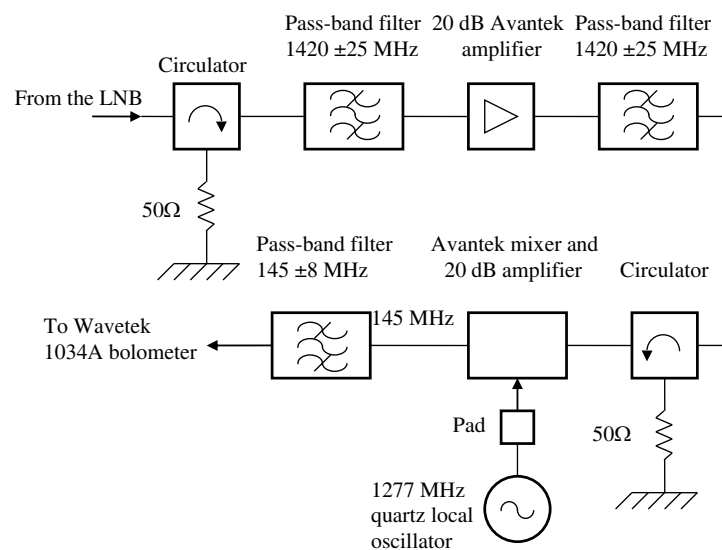 Pass-band filter
1420 ±25 MHz
20 dB Avantek
amplifier
Pass-band filter
1420 ±25 MHz
Circulator
From the LNB
50Ω
Pass-band filter
145 ±8 MHz
Avantek mixer and
20 dB amplifier
Circulator
To Wavetek
1034A bolometer
145 MHz
Pad
50Ω
1277 MHz
quartz local
oscillator